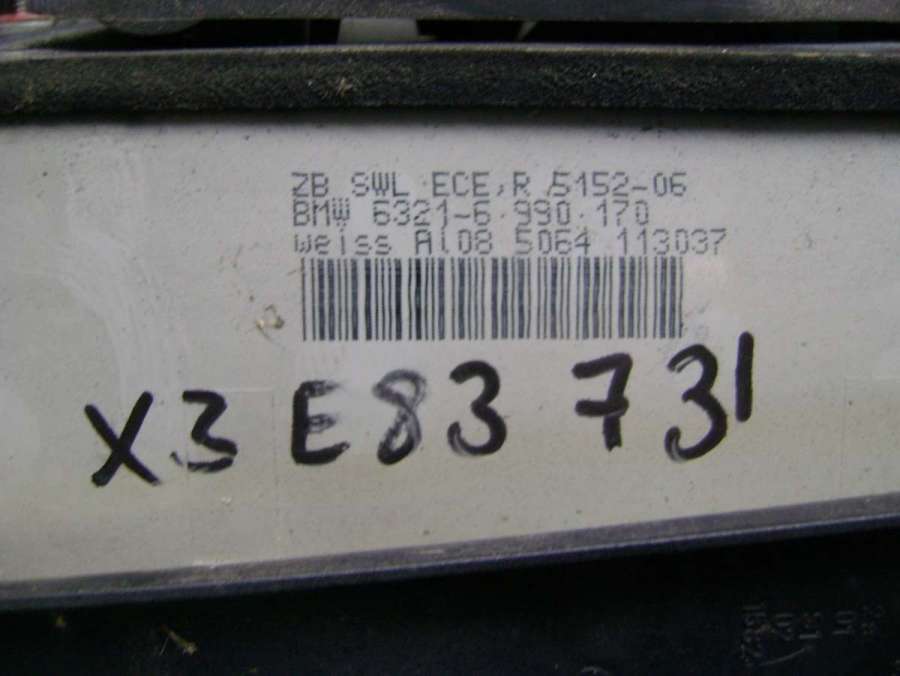 ZB SWL ECE, R 5152-06
BMW 6321-6 990 170
weiss Al08 5064 113037
X3 E83 731